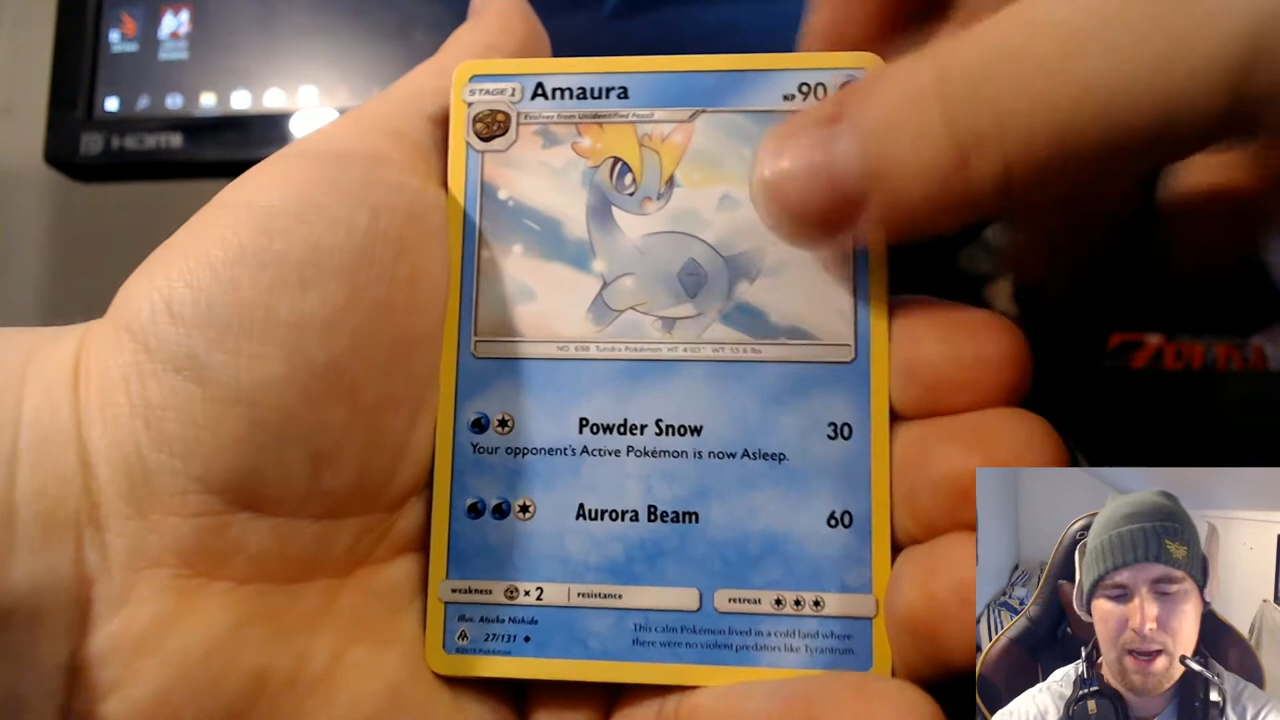 HDMI
STAGE 1
Amaura
HP 90
Evolves from Unidentified Fossil
NO. 698 Tundra Pokémon HT: 4'03" WT: 55.6 lbs
Powder Snow 30
Your opponent's Active Pokémon is now Asleep.
Aurora Beam 60
weakness × 2 resistance
retreat
Illus. Atsuko Nishida
27/131
©2018 Pokémon
This calm Pokémon lived in a cold land where
there were no violent predators like Tyrantrum.